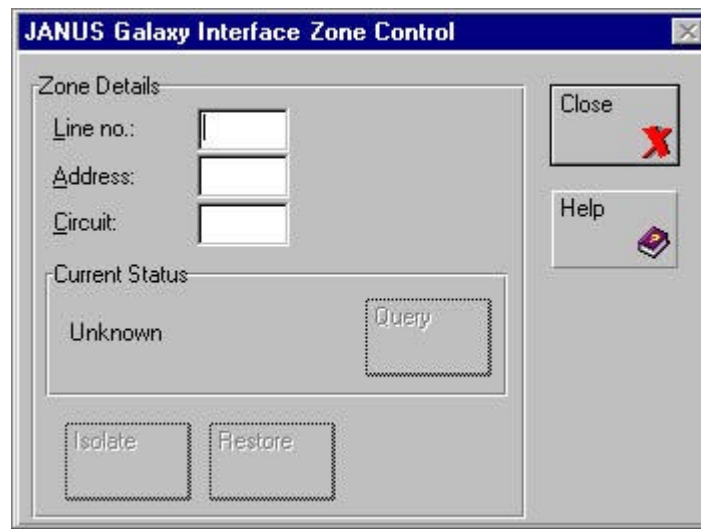 JANUS Galaxy Interface Zone Control
Zone Details
Line no.:
Address:
Circuit:
Current Status
Unknown
Query
Isolate
Restore
Close
Help